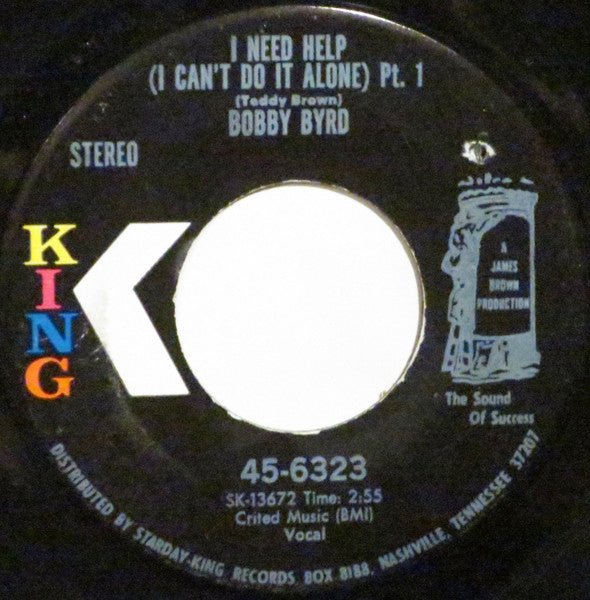 I NEED HELP
(I CAN'T DO IT ALONE) Pt. 1
(Teddy Brown)
BOBBY BYRD
STEREO
KING
A
JAMES
BROWN
PRODUCTION
The Sound
Of Success
45-6323
SK-13672 Time: 2:55
Crited Music (BMI)
Vocal
DISTRIBUTED BY STARDAY-KING RECORDS BOX 8188, NASHVILLE, TENNESSEE 37207